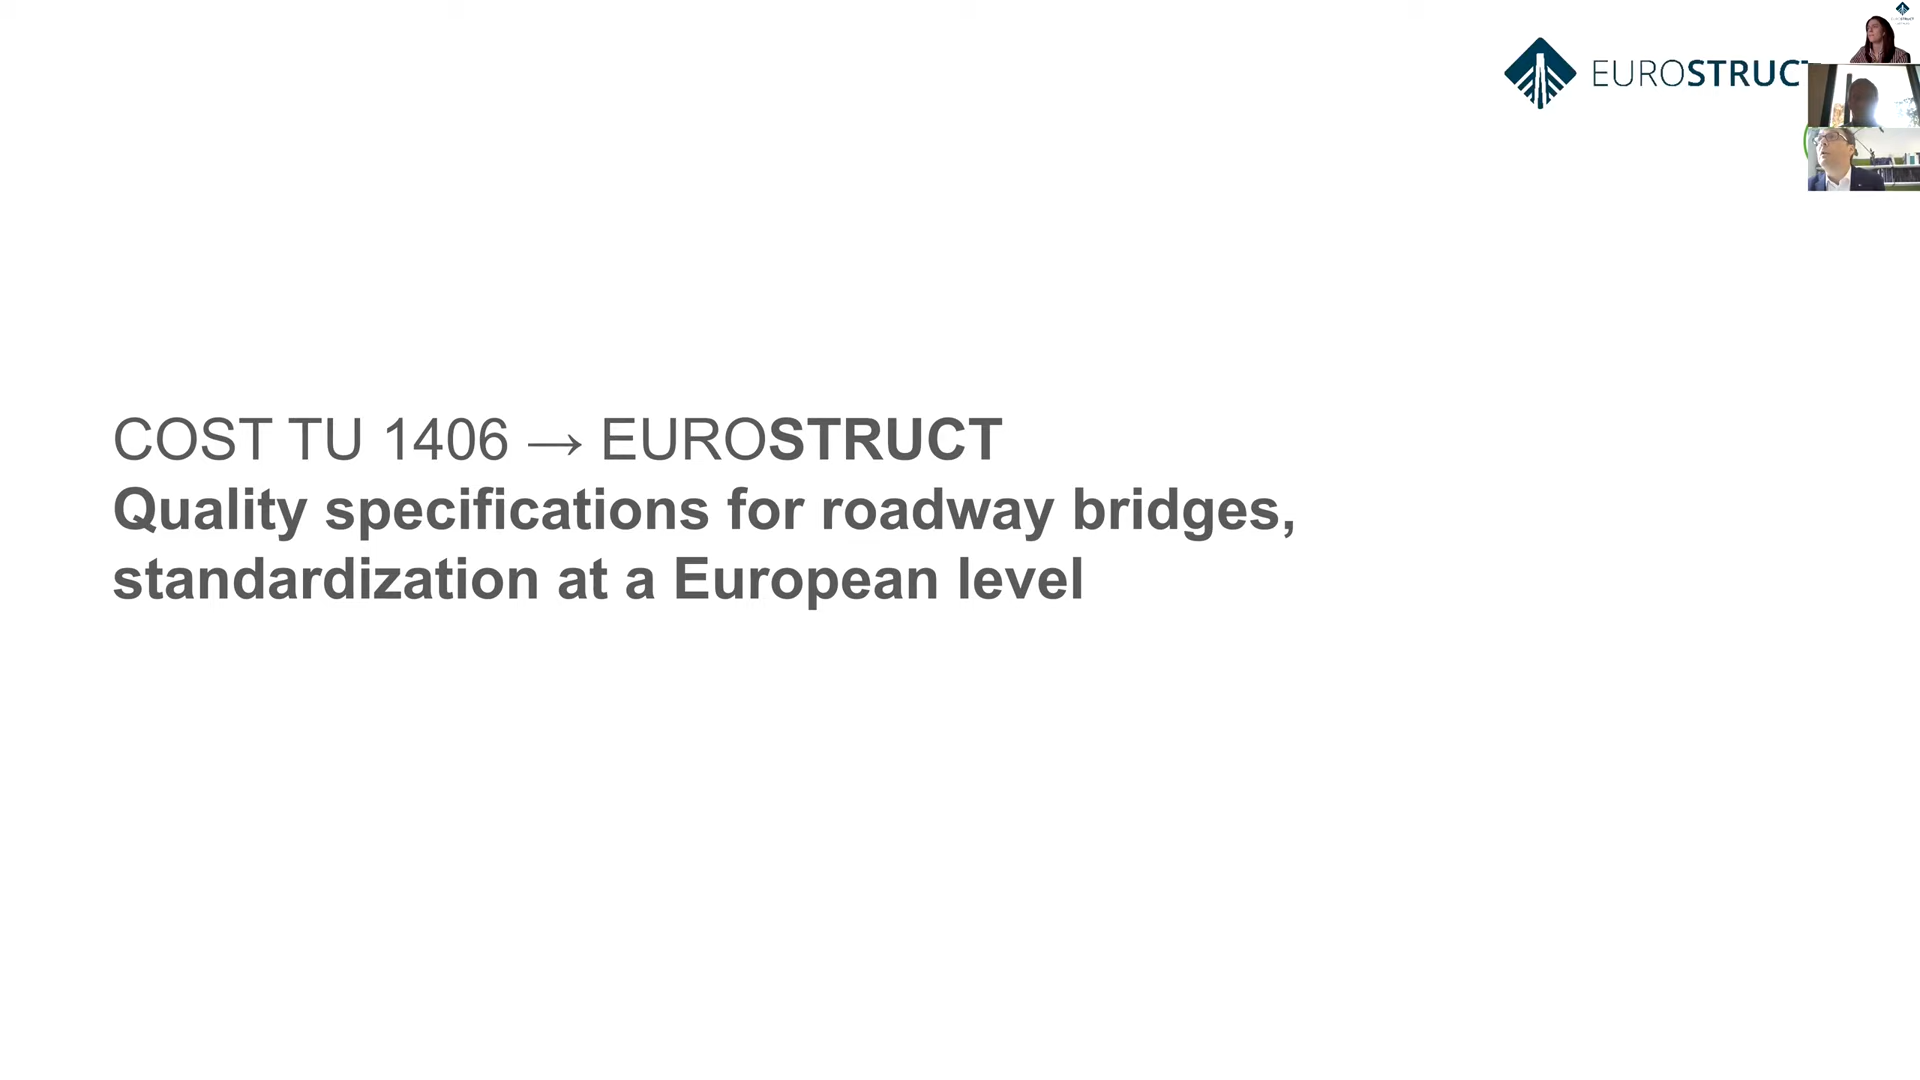 EUROSTRUCT
COST TU 1406 → EUROSTRUCT
Quality specifications for roadway bridges,
standardization at a European level